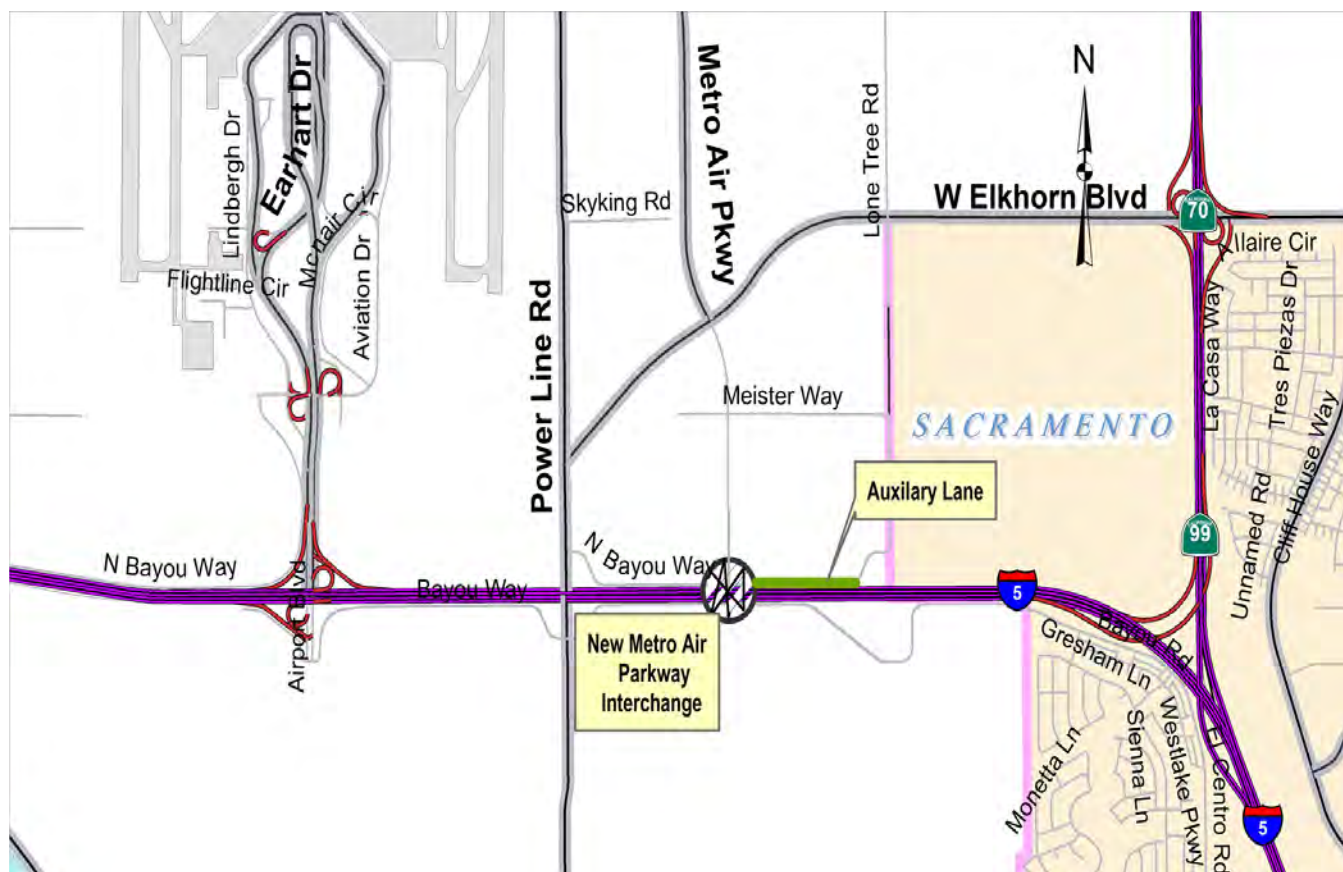 N
Lindbergh Dr
Earhart Dr
Mcnair Cir
Aviation Dr
Flightline Cir
Metro Air Pkwy
Lone Tree Rd
Skyking Rd
W Elkhorn Blvd
70
Allaire Cir
La Casa Way
Tres Piezas Dr
Power Line Rd
Meister Way
SACRAMENTO
Cliff House Way
Unnamed Rd
Auxilary Lane
99
N Bayou Way
Bayou Way
N Bayou Way
5
Airport Blvd
New Metro Air
Parkway
Interchange
Bayou Rd
Gresham Ln
Monetta Ln
Sienna Ln
Westlake Pkwy
El Centro Rd
5